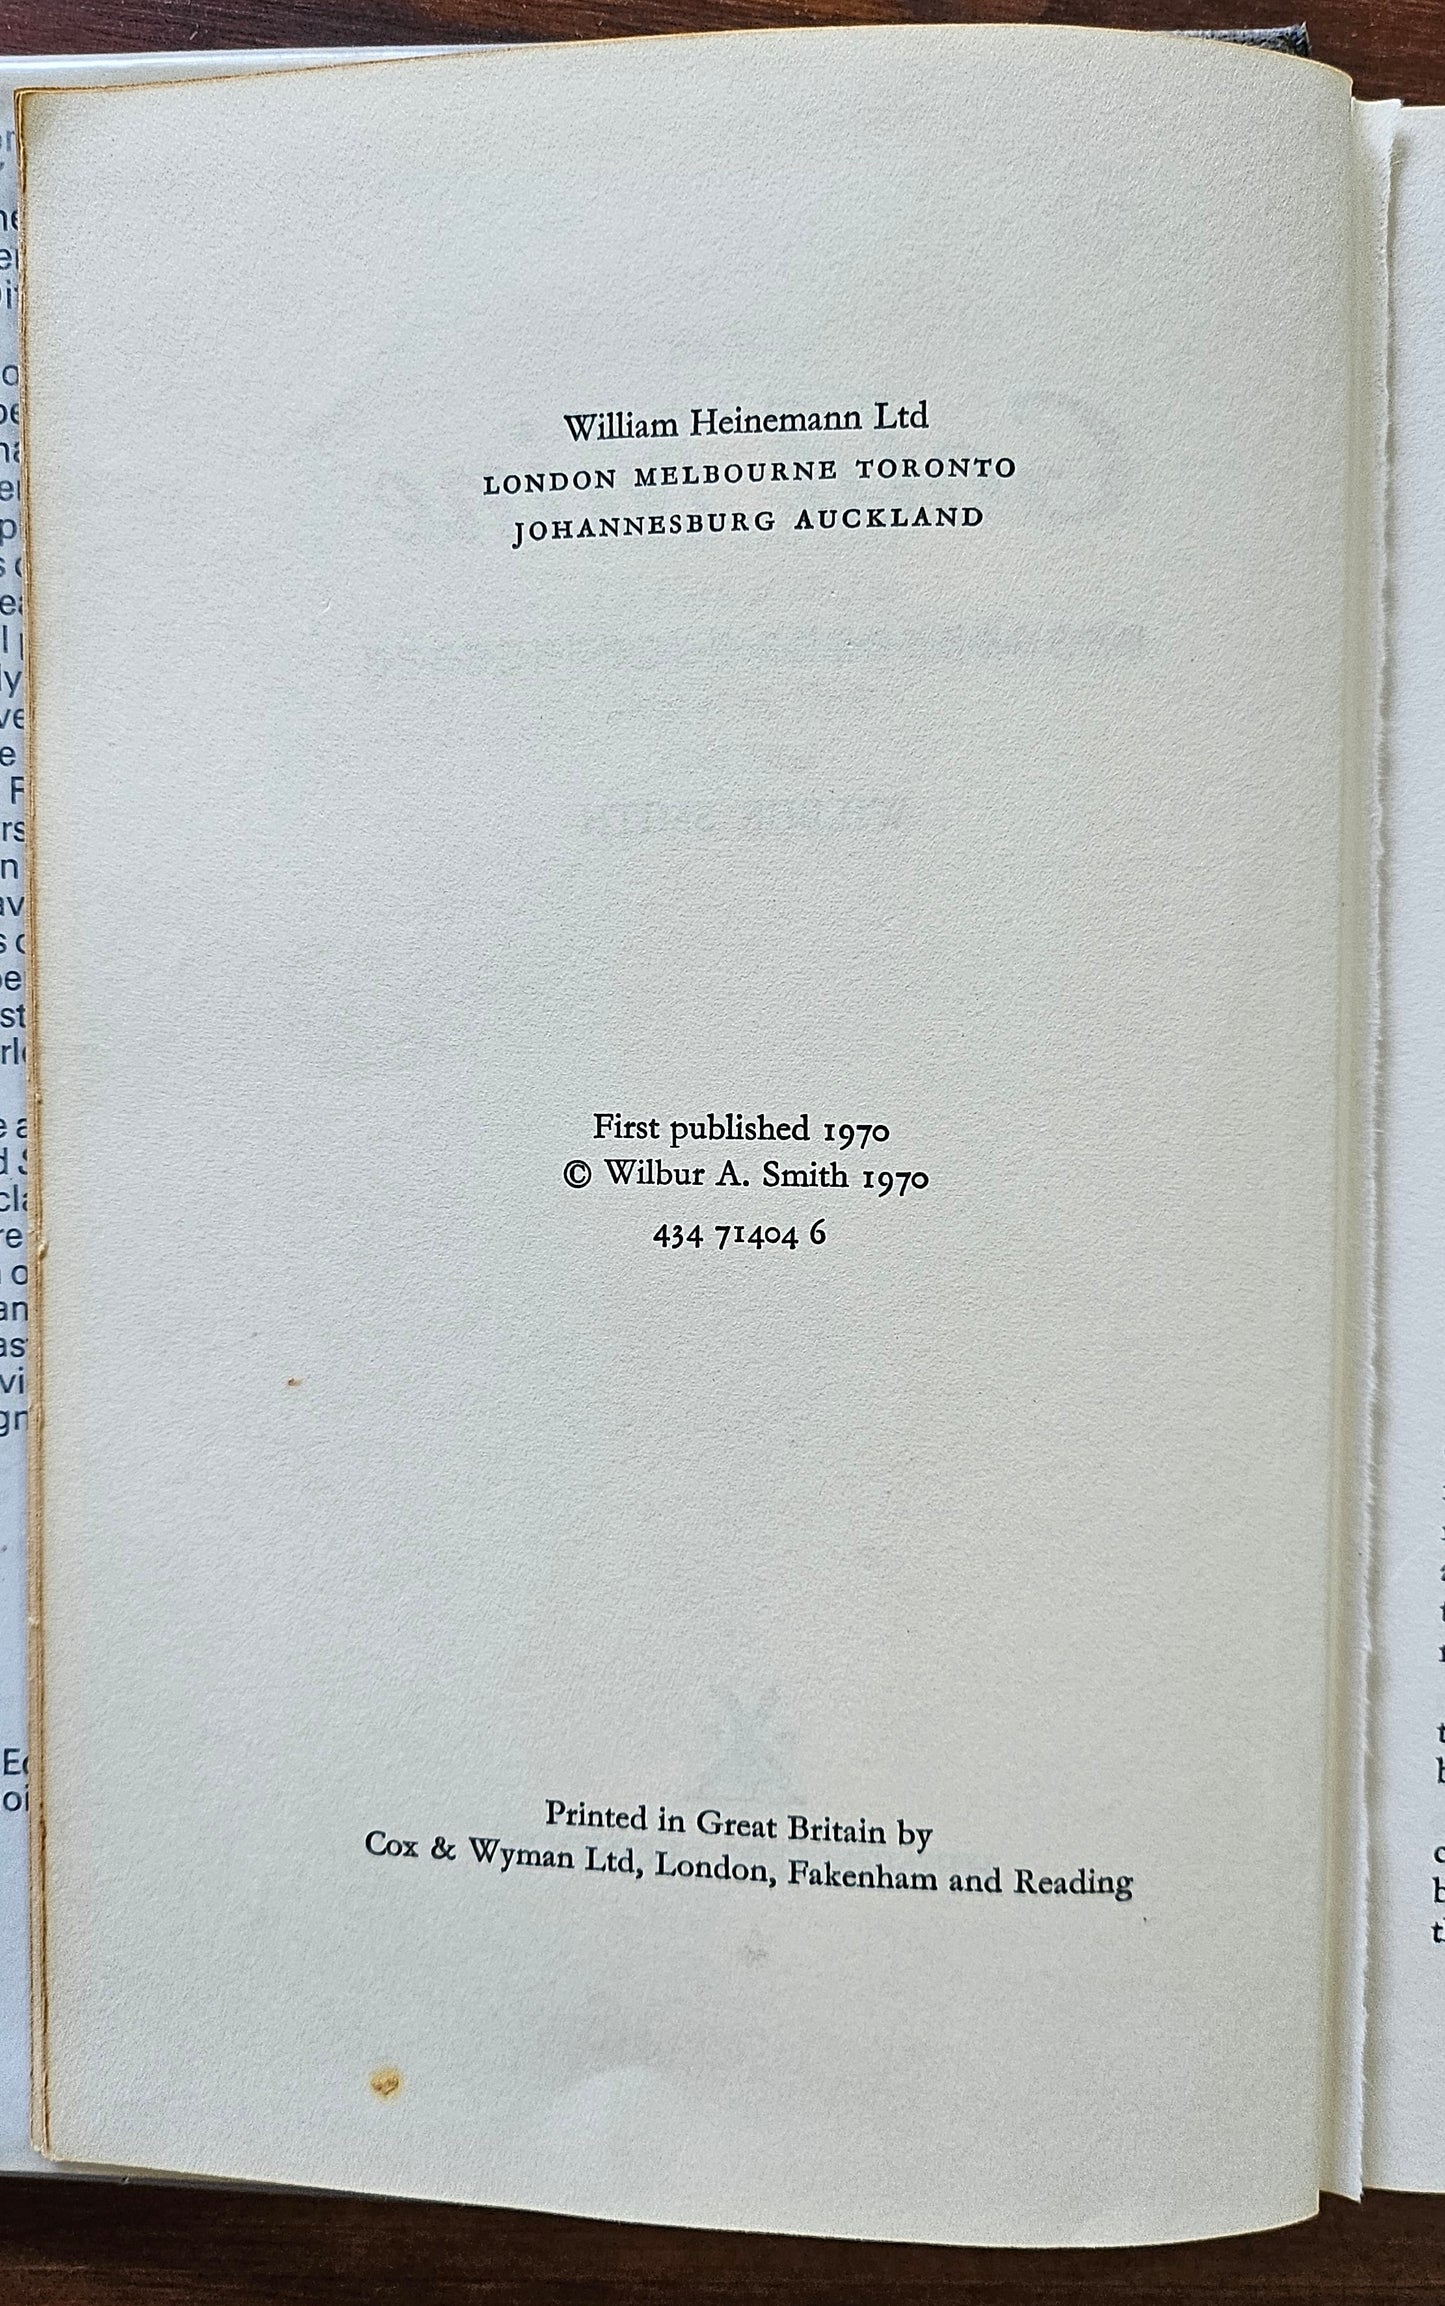 William Heinemann Ltd
LONDON MELBOURNE TORONTO
JOHANNESBURG AUCKLAND
First published 1970
© Wilbur A. Smith 1970
434 71404 6
Printed in Great Britain by
Cox & Wyman Ltd, London, Fakenham and Reading